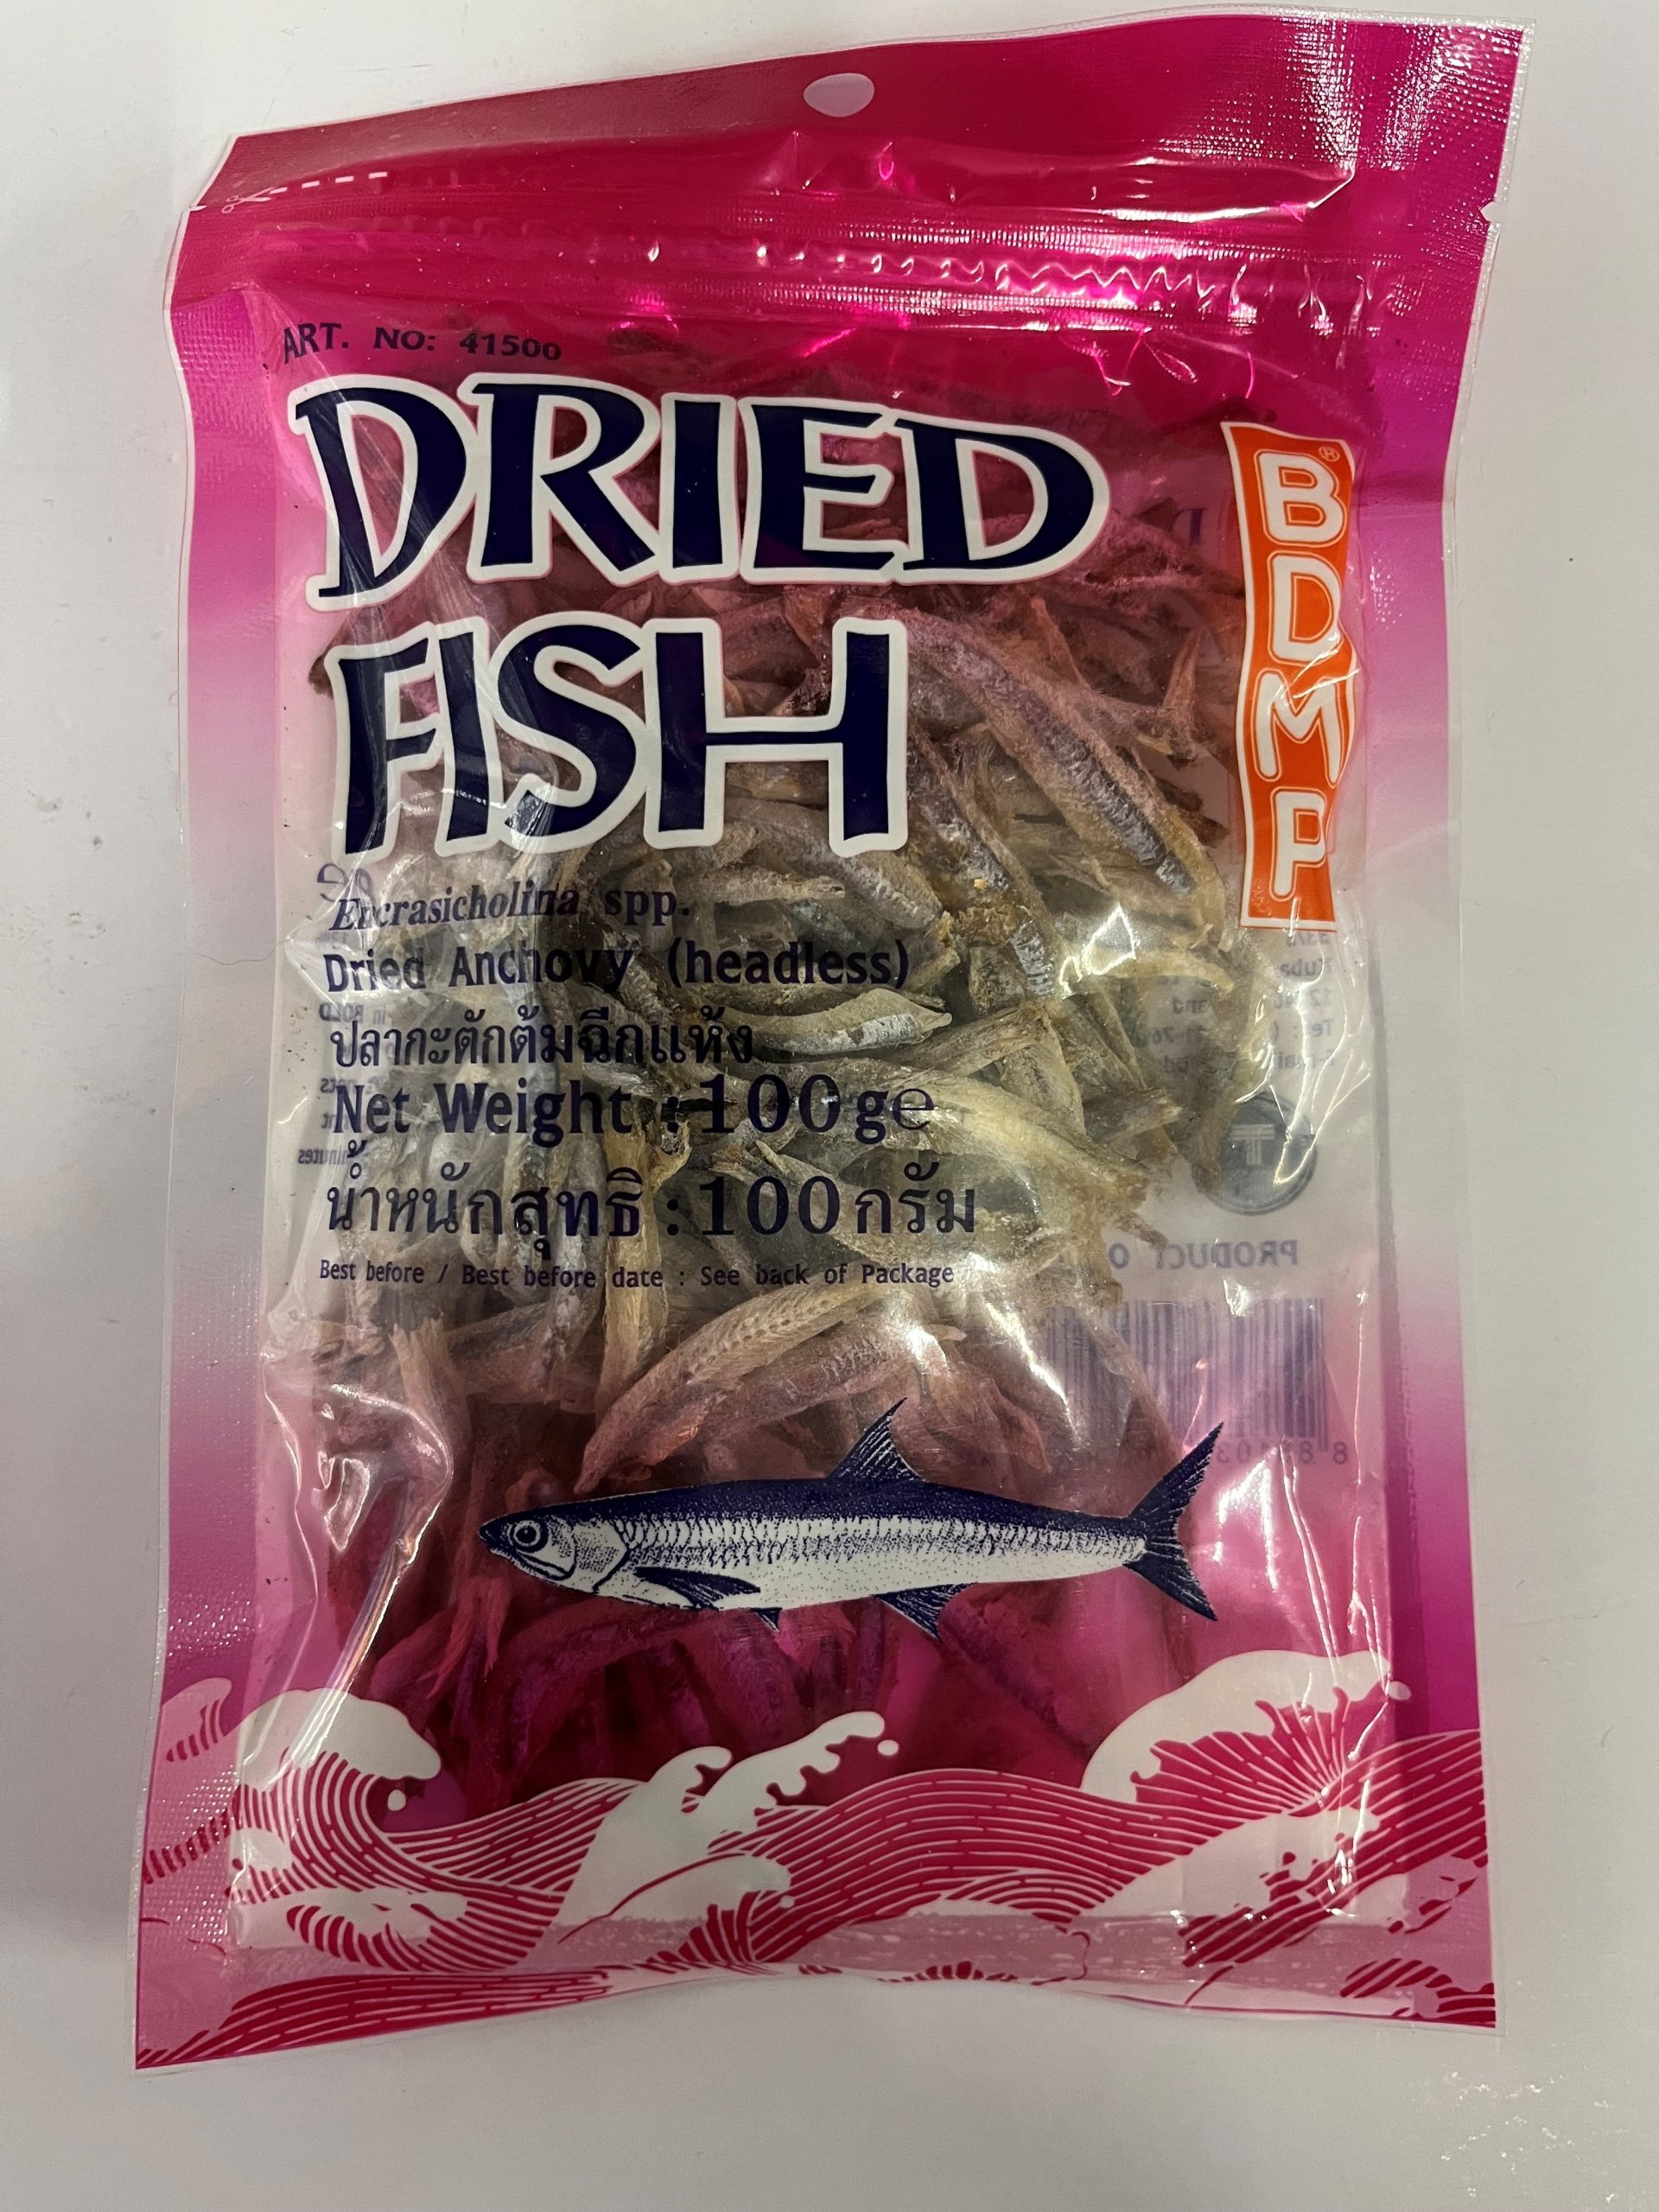 ART. NO: 41500
DRIED
FISH
BDMP®
Encrasicholina spp.
Dried Anchovy (headless)
ปลากะตักต้มฉีกแห้ง
Net Weight : 100 g℮
น้ำหนักสุทธิ : 100 กรัม
Best before / Best before date : See back of Package
PRODUCT O